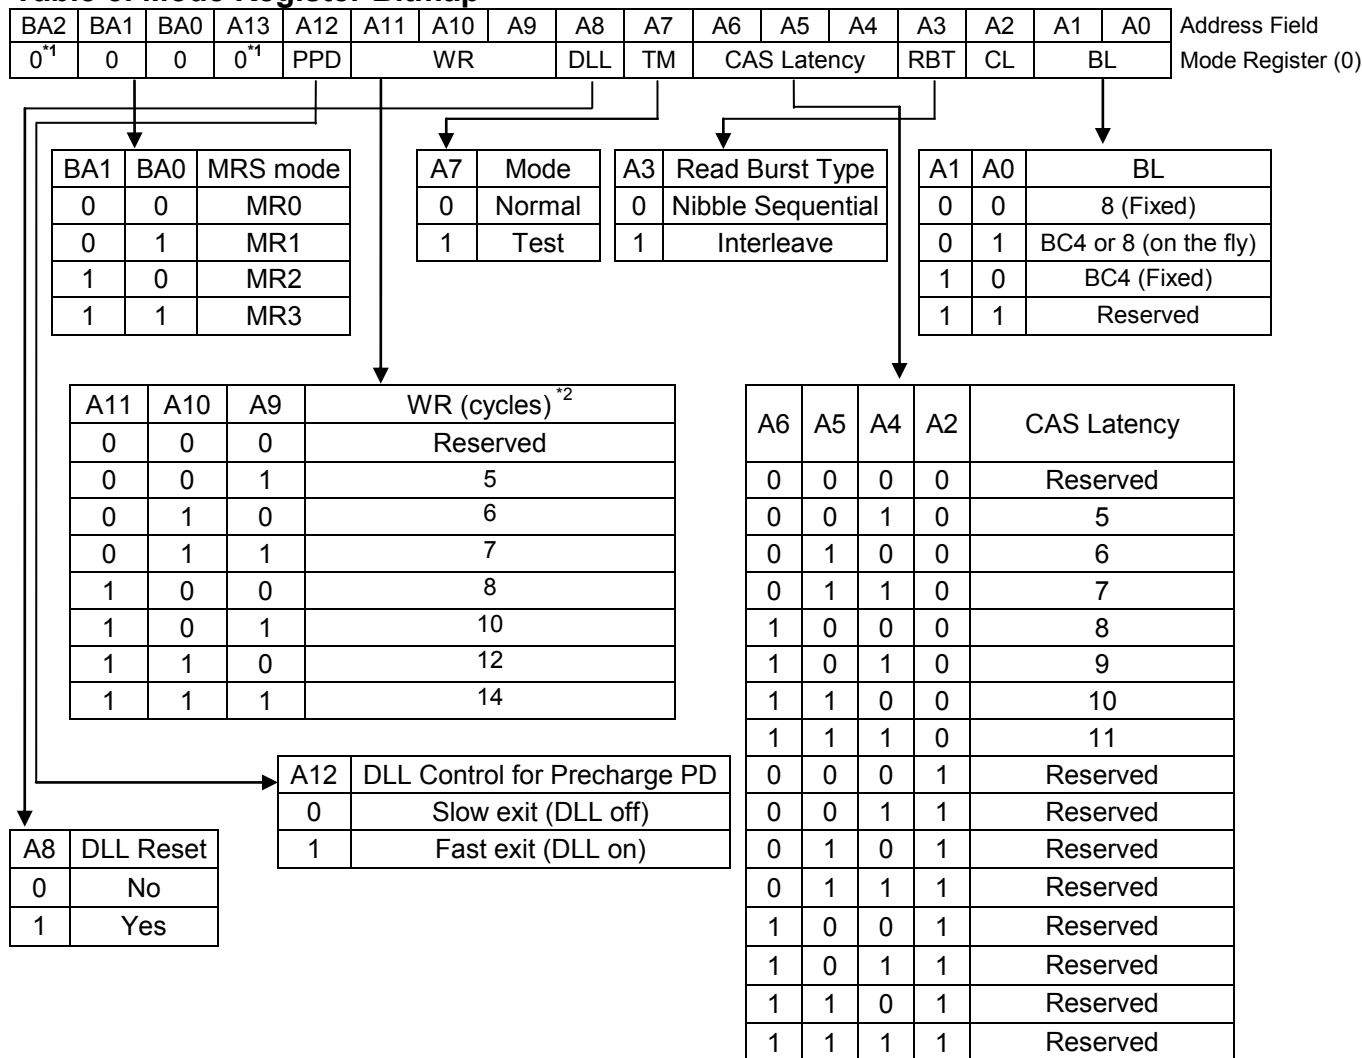 Table 6. Mode Register Bitmap
BA2 BA1 BA0 A13 A12 A11 A10 A9 A8 A7 A6 A5 A4 A3 A2 A1 A0 Address Field
0*1 0 0 0*1 PPD WR DLL TM CAS Latency RBT CL BL Mode Register (0)
BA1 BA0 MRS mode
0 0 MR0
0 1 MR1
1 0 MR2
1 1 MR3
A7 Mode
0 Normal
1 Test
A3 Read Burst Type
0 Nibble Sequential
1 Interleave
A1 A0 BL
0 0 8 (Fixed)
0 1 BC4 or 8 (on the fly)
1 0 BC4 (Fixed)
1 1 Reserved
A11 A10 A9 WR (cycles) *2
0 0 0 Reserved
0 0 1 5
0 1 0 6
0 1 1 7
1 0 0 8
1 0 1 10
1 1 0 12
1 1 1 14
A6 A5 A4 A2 CAS Latency
0 0 0 0 Reserved
0 0 1 0 5
0 1 0 0 6
0 1 1 0 7
1 0 0 0 8
1 0 1 0 9
1 1 0 0 10
1 1 1 0 11
0 0 0 1 Reserved
0 0 1 1 Reserved
0 1 0 1 Reserved
0 1 1 1 Reserved
1 0 0 1 Reserved
1 0 1 1 Reserved
1 1 0 1 Reserved
1 1 1 1 Reserved
A12 DLL Control for Precharge PD
0 Slow exit (DLL off)
1 Fast exit (DLL on)
A8 DLL Reset
0 No
1 Yes